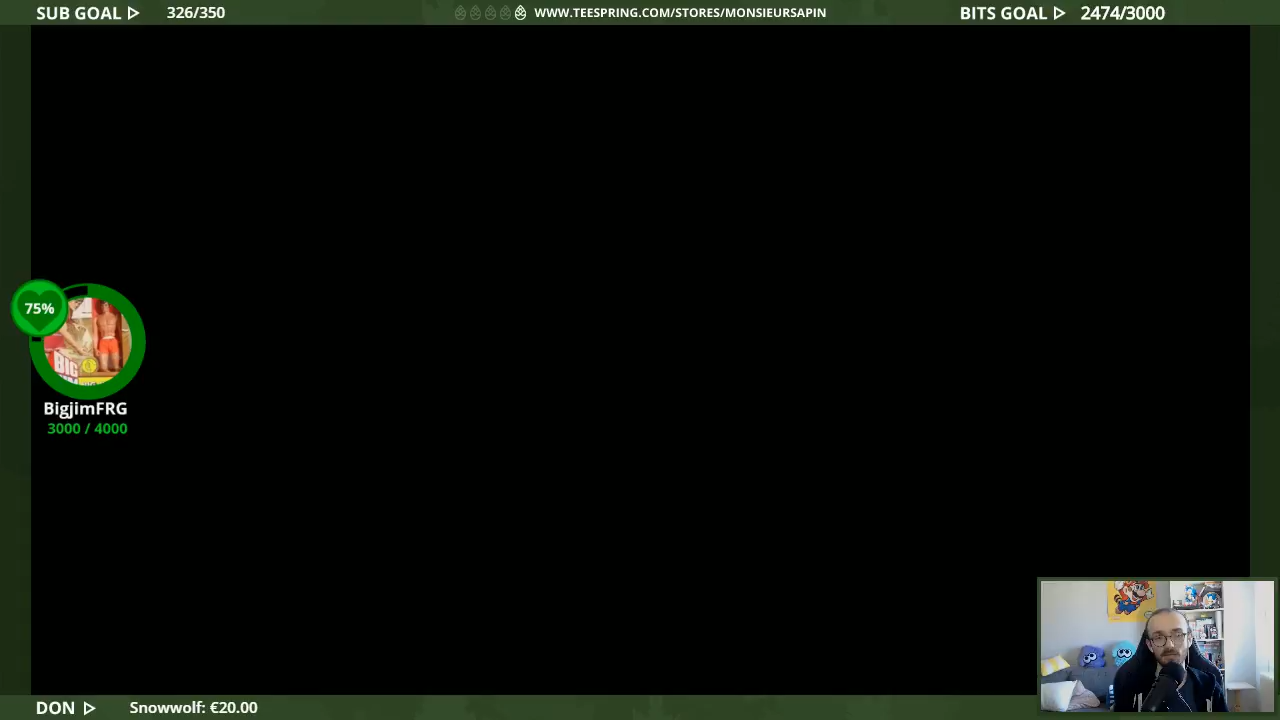 SUB GOAL 326/350
WWW.TEESPRING.COM/STORES/MONSIEURSAPIN
BITS GOAL 2474/3000
75%
BIG
BigjimFRG
3000 / 4000
DON Snowwolf: €20.00